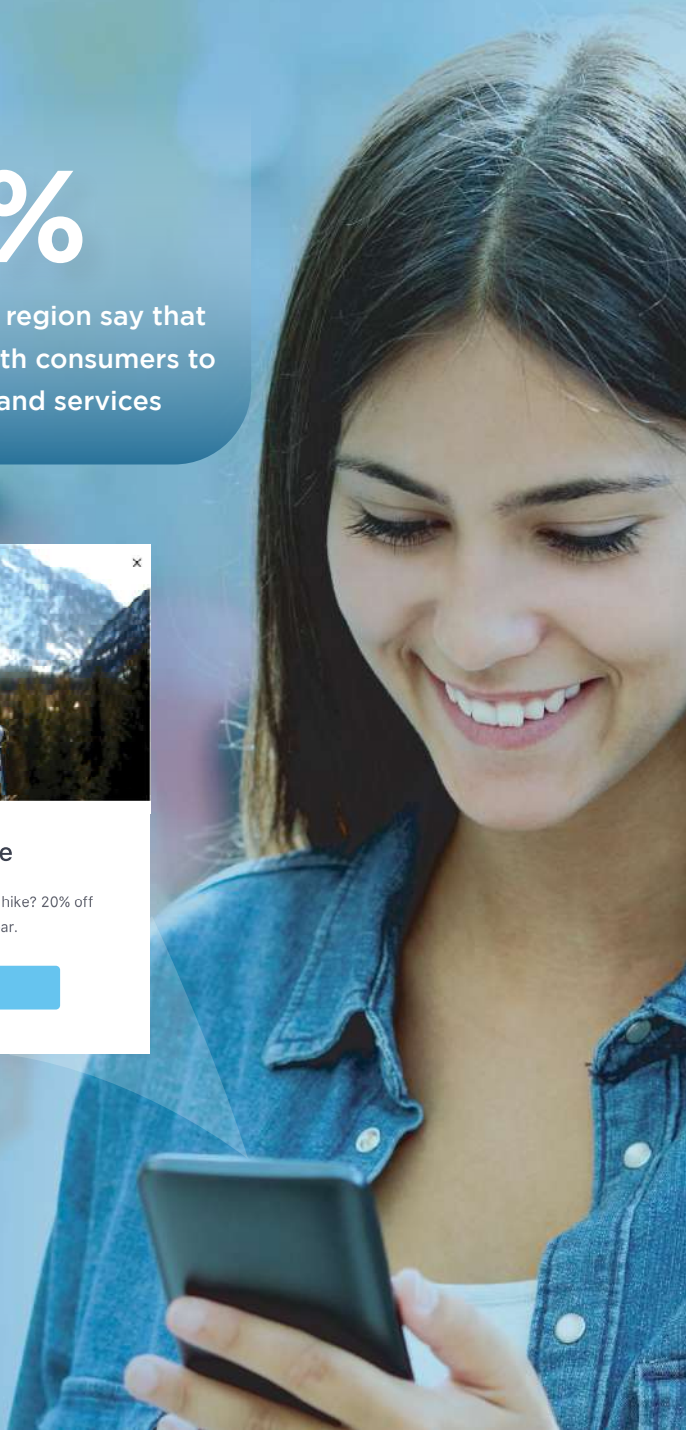 %
region say that
th consumers to
and services
×
e
hike? 20% off
ar.